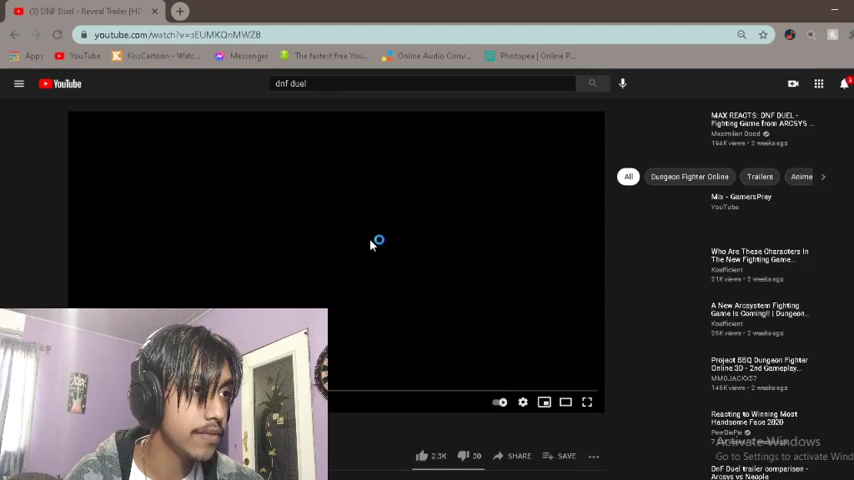 (3) DNF Duel - Reveal Trailer [HD
youtube.com/watch?v=sEUMKQnMWZ8
Apps YouTube KissCartoon - Watc... Messenger The fastest free You... Online Audio Conv... Photopea | Online P...
YouTube
dnf duel
MAX REACTS: DNF DUEL -
Fighting Game from ARCSYS ...
Maximilian Dood
194K views • 2 weeks ago
All Dungeon Fighter Online Trailers Anime
Mix - GamersPrey
YouTube
Who Are These Characters In
The New Fighting Game...
Koefficient
21K views • 2 weeks ago
A New Arcsystem Fighting
Game Is Coming!! | Dungeon...
Koefficient
26K views • 2 weeks ago
Project BBQ Dungeon Fighter
Online 3D - 2nd Gameplay...
MMOJACKX57
146K views • 2 weeks ago
Reacting to Winning Most
Handsome Face 2020
PewDiePie
Activate Windows
Go to Settings to activate Wind
DNF Duel trailer comparison -
Arcsys vs Neople
2.3K 30 SHARE SAVE